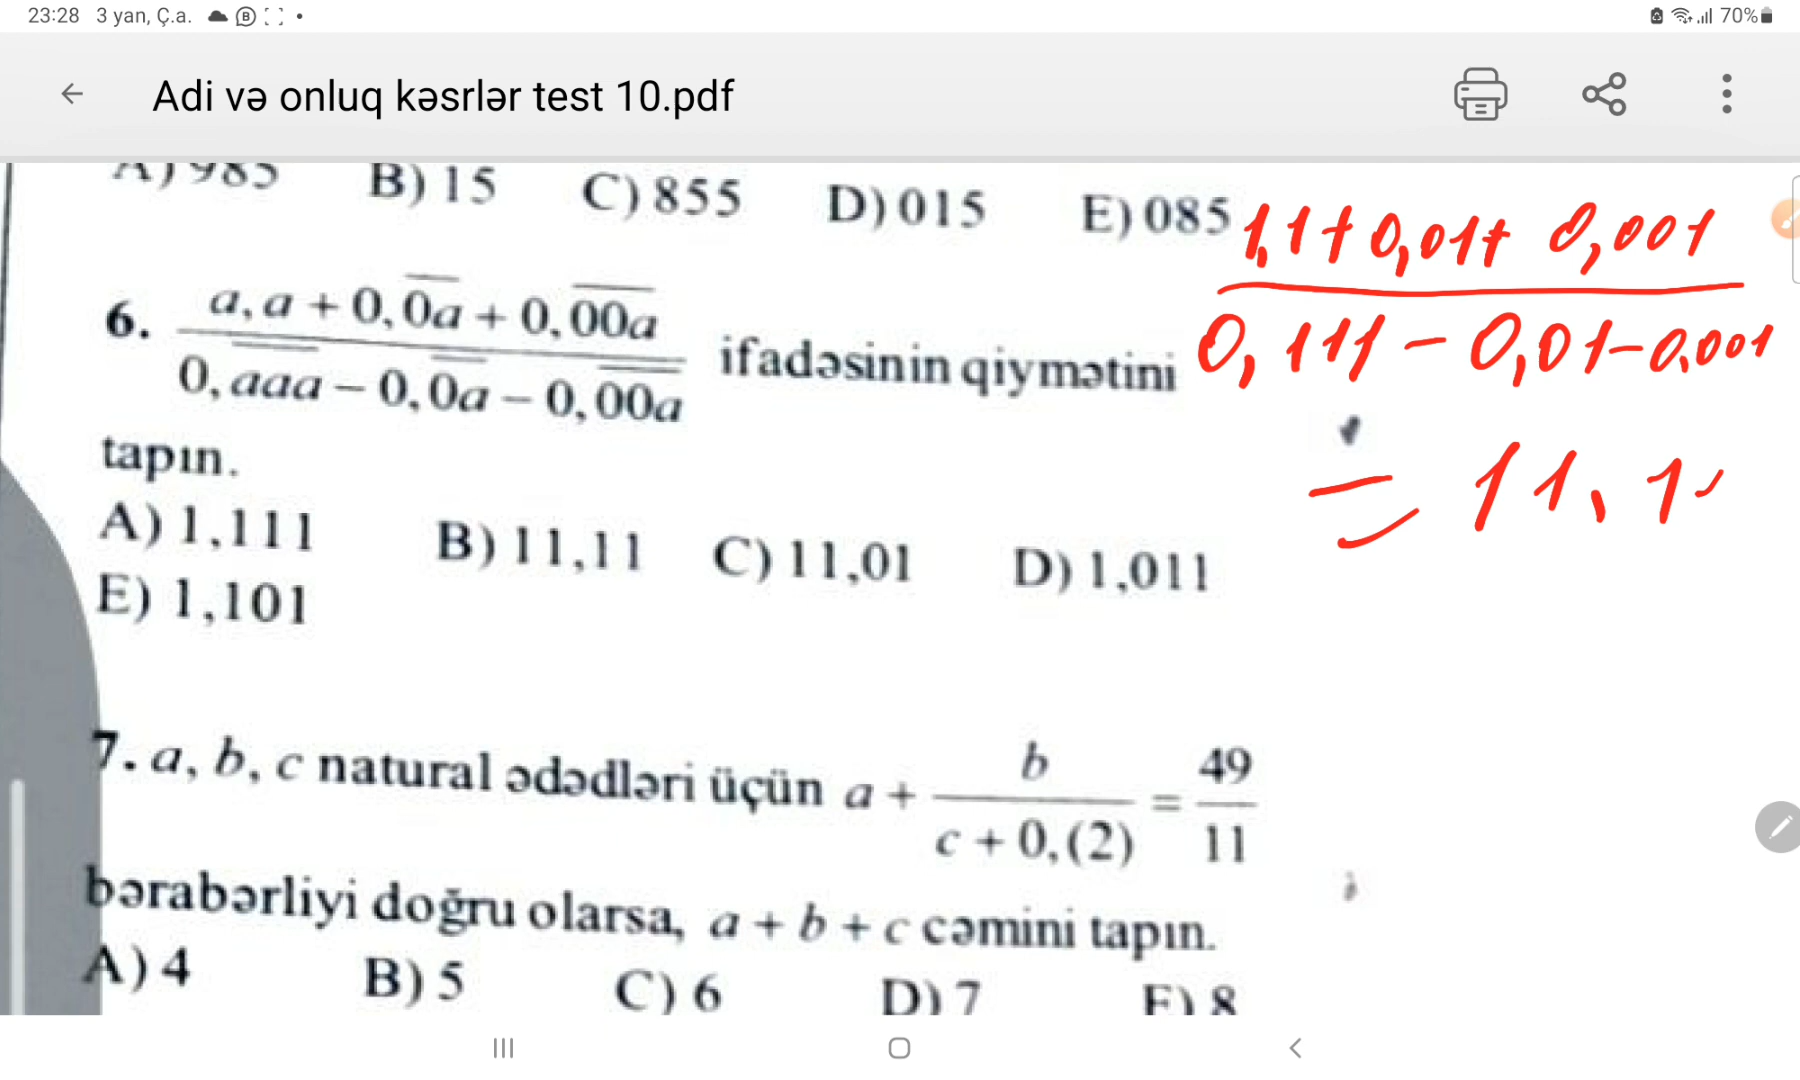 23:28 3 yan, Ç.a. 70%
Adi və onluq kəsrlər test 10.pdf
A) 985 B) 15 C) 855 D) 015 E) 085
1,1+0,01+ 0,001
6. a,a + 0,0a + 0,00a
0,aaa − 0,0a − 0,00a ifadəsinin qiymətini
0,111 − 0,01−0,001
tapın.
= 11,1
A) 1,111 B) 11,11 C) 11,01 D) 1,011
E) 1,101
7. a, b, c natural ədədləri üçün a + b / c + 0,(2) = 49 / 11
bərabərliyi doğru olarsa, a + b + c cəmini tapın.
A) 4 B) 5 C) 6 D) 7 E) 8